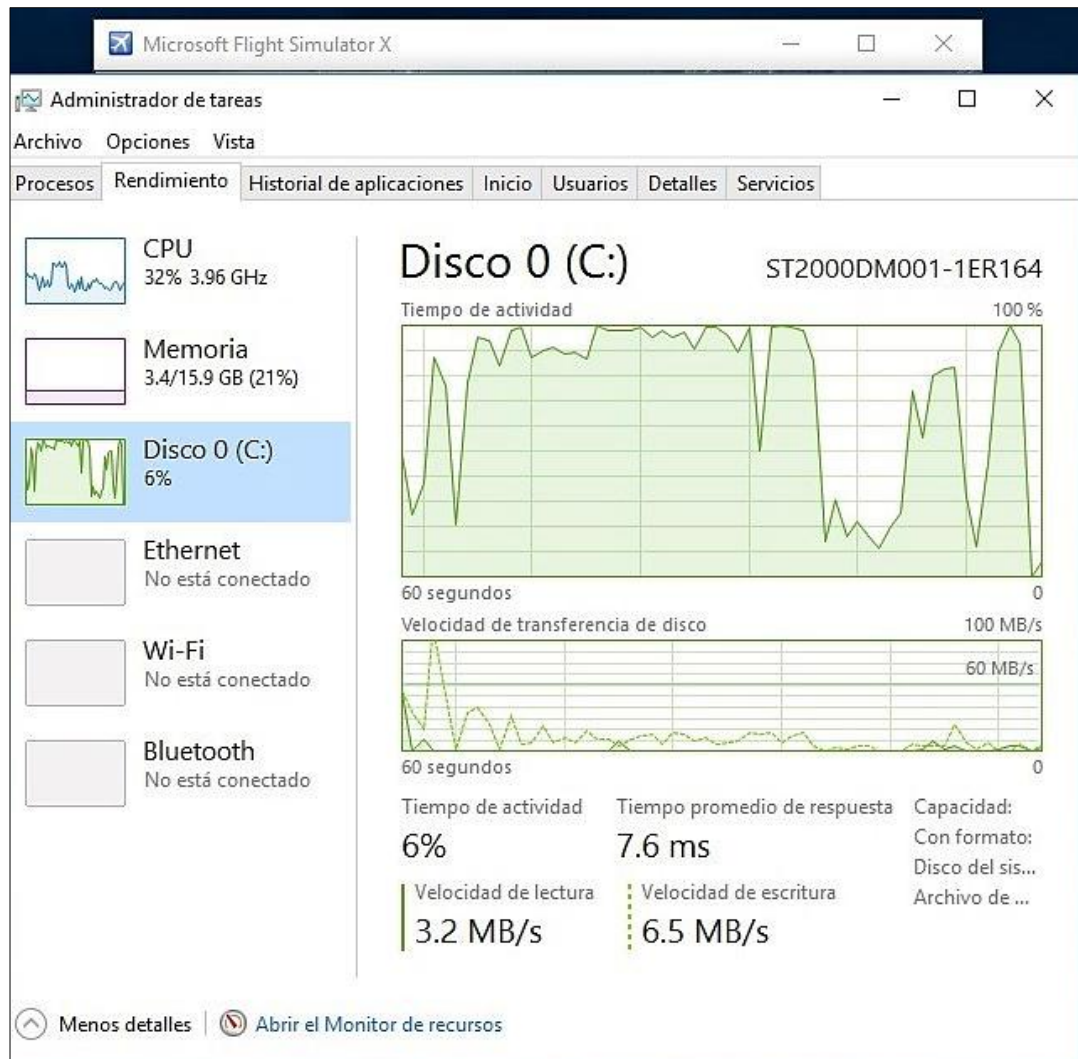 Microsoft Flight Simulator X
Administrador de tareas
Archivo Opciones Vista
Procesos Rendimiento Historial de aplicaciones Inicio Usuarios Detalles Servicios
CPU
32% 3.96 GHz
Memoria
3.4/15.9 GB (21%)
Disco 0 (C:)
6%
Ethernet
No está conectado
Wi-Fi
No está conectado
Bluetooth
No está conectado
Disco 0 (C:) ST2000DM001-1ER164
Tiempo de actividad 100 %
60 segundos 0
Velocidad de transferencia de disco 100 MB/s
60 MB/s
60 segundos 0
Tiempo de actividad
6%
Tiempo promedio de respuesta
7.6 ms
Velocidad de lectura
3.2 MB/s
Velocidad de escritura
6.5 MB/s
Capacidad:
Con formato:
Disco del sis...
Archivo de ...
Menos detalles Abrir el Monitor de recursos